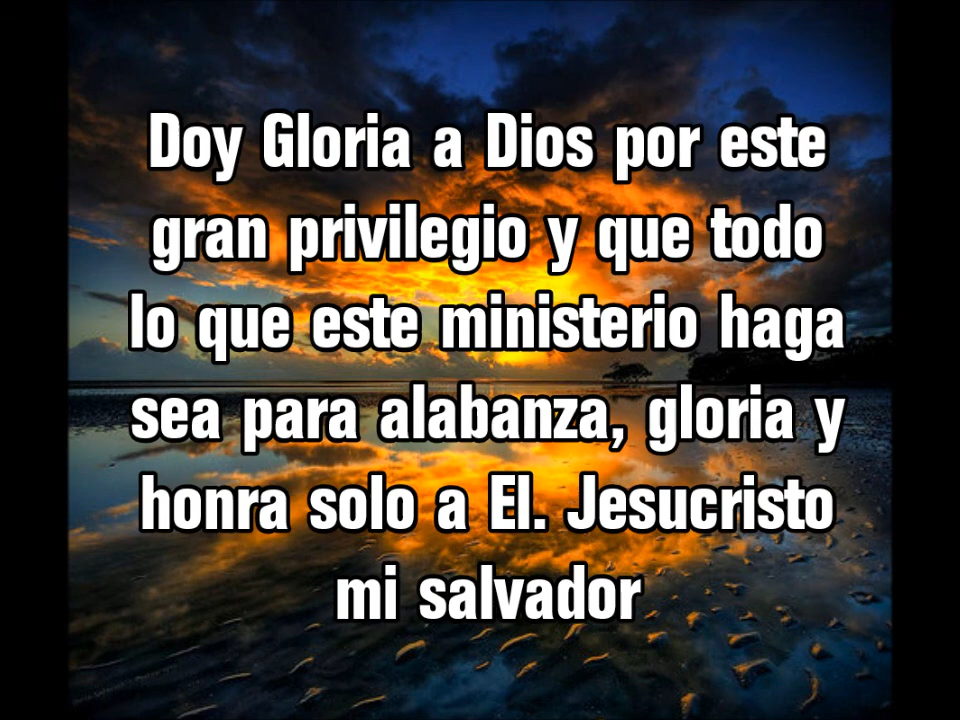 Doy Gloria a Dios por este
gran privilegio y que todo
lo que este ministerio haga
sea para alabanza, gloria y
honra solo a El. Jesucristo
mi salvador